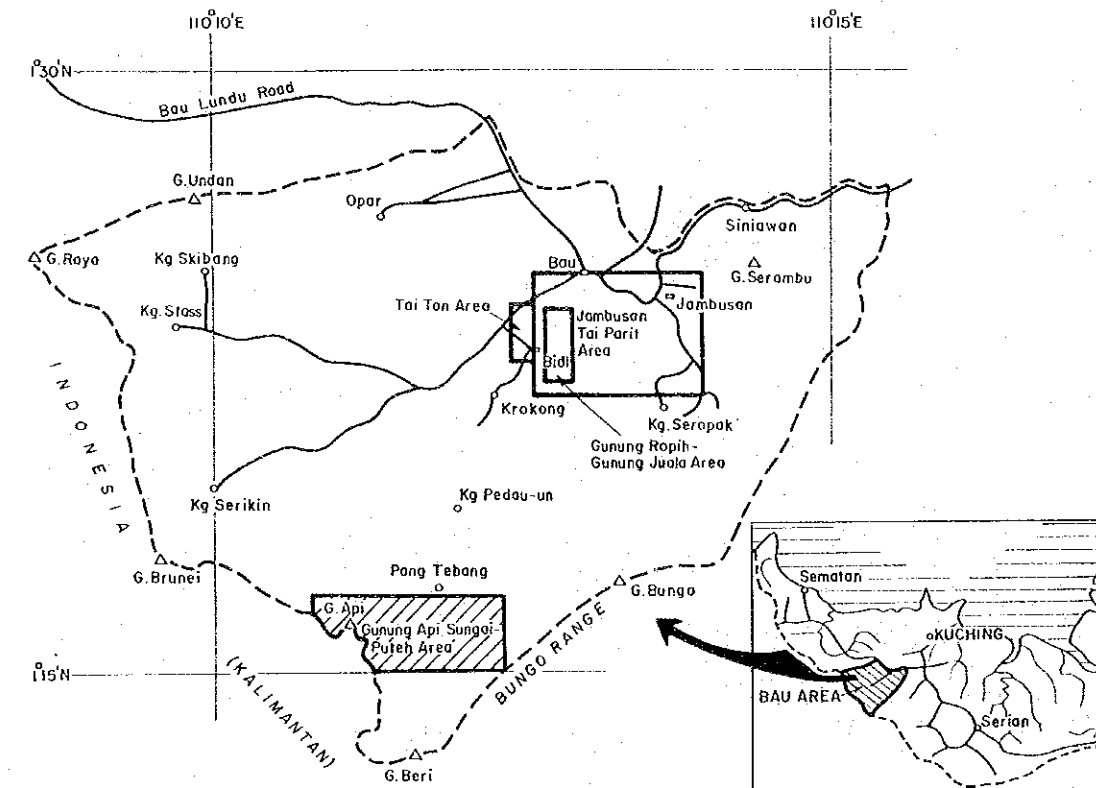 110°10'E
110°15'E
1°30'N
Bau Lundu Road
G.Undan
Opar
Siniawan
G. Raya
Kg Skibang
Bau
G. Serambu
Kg. Stass
Tai Ton Area
Jambusan
Jambusan
Tai Parit
Area
Bidi
INDONESIA
Krokong
Kg. Serapak
Gunung Ropih-
Gunung Juala Area
Kg Serikin
Kg Pedau-un
G. Brunei
Pang Tebang
G. Bungo
G. Api
Gunung Api Sungai-
Puteh Area
1°15'N
(KALIMANTAN)
BUNGO RANGE
G. Beri
Sematan
KUCHING
BAU AREA
Serian